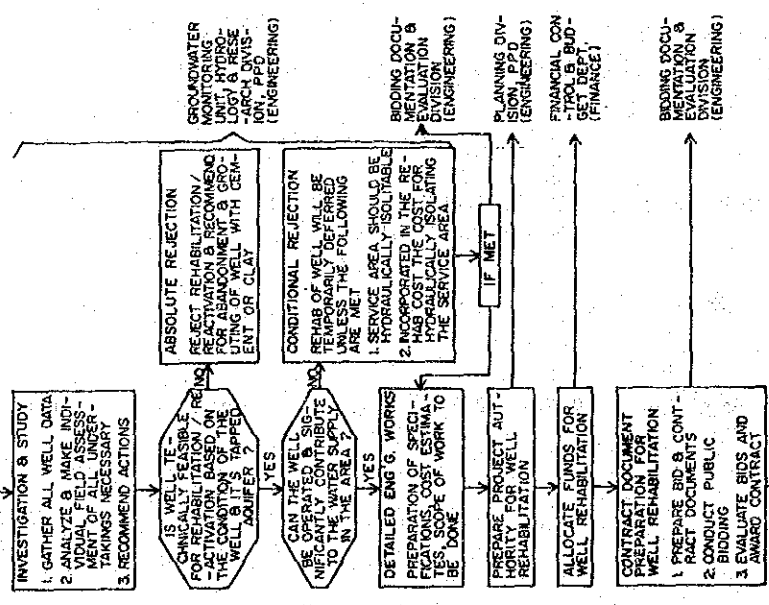 INVESTIGATION & STUDY
1. GATHER ALL WELL DATA
2. ANALYZE & MAKE INDI-
VIDUAL FIELD ASSESS-
MENT OF ALL UNDER-
TAKINGS NECESSARY
3. RECOMMEND ACTIONS
IS WELL TE-
CHNICALLY FEASIBLE
FOR REHABILITATION / RE
-ACTIVATION BASED ON
THE CONDITION OF THE
WELL & IT'S TAPPED
AQUIFER ?
NO
ABSOLUTE REJECTION
REJECT REHABILITATION /
REACTIVATION & RECOMMEND
FOR ABANDONMENT & GRO-
UTING OF WELL WITH CEM-
ENT OR CLAY
GROUNDWATER
MONITORING
UNIT, HYDRO-
LOGY & RESE
-ARCH DIVIS-
ION, PPD
(ENGINEERING)
YES
CAN THE WELL
BE OPERATED & SIG-
NIFICANTLY CONTRIBUTE
TO THE WATER SUPPLY
IN THE AREA ?
NO
CONDITIONAL REJECTION
REHAB OF WELL WILL BE
TEMPORARILY DEFERRED
UNLESS THE FOLLOWING
ARE MET
1. SERVICE AREA SHOULD BE
HYDRAULICALLY ISOLITABLE
2. INCORPORATED IN THE RE-
HAB COST THE COST FOR
HYDRAULICALLY ISOLATING
THE SERVICE AREA
IF MET
YES
DETAILED ENG'G. WORKS
PREPARATION OF SPECI-
FICATIONS, COST ESTIMA-
TES, SCOPE OF WORK TO
BE DONE
BIDDING DOCU-
MENTATION &
EVALUATION
DIVISION
(ENGINEERING)
PREPARE PROJECT AUT-
HORITY FOR WELL
REHABILITATION
PLANNING DIV-
ISION, PPD
(ENGINEERING)
ALLOCATE FUNDS FOR
WELL REHABILITATION
FINANCIAL CON
-TROL & BUD-
GET DEPT.
(FINANCE)
CONTRACT DOCUMENT
PREPARATION FOR
WELL REHABILITATION:
1. PREPARE BID & CONT-
RACT DOCUMENTS
2. CONDUCT PUBLIC
BIDDING
3. EVALUATE BIDS AND
AWARD CONTRACT
BIDDING DOCU-
MENTATION &
EVALUATION
DIVISION
(ENGINEERING)